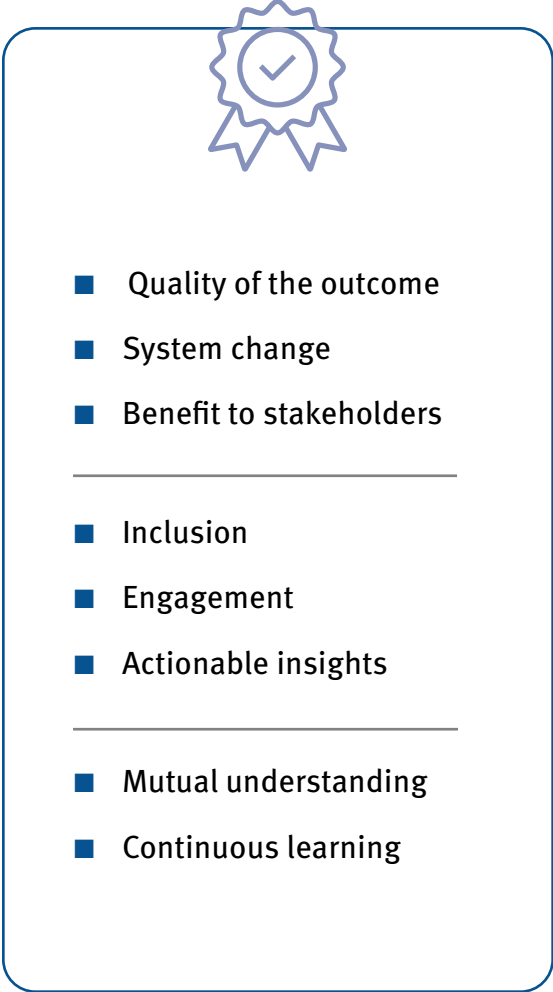 Quality of the outcome
System change
Benefit to stakeholders
Inclusion
Engagement
Actionable insights
Mutual understanding
Continuous learning